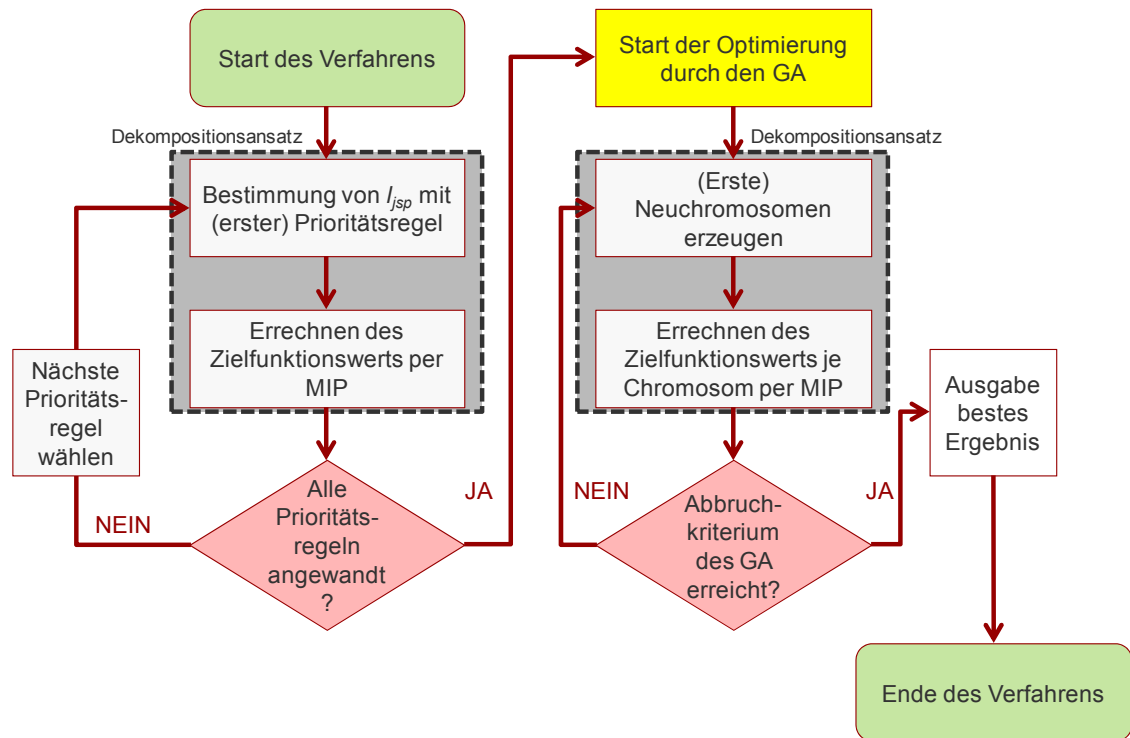 Start des Verfahrens
Dekompositionsansatz
Bestimmung von I_jsp mit
(erster) Prioritätsregel
Errechnen des
Zielfunktionswerts per
MIP
Nächste
Prioritäts-
regel
wählen
NEIN
Alle
Prioritäts-
regeln
angewandt
?
JA
Start der Optimierung
durch den GA
Dekompositionsansatz
(Erste)
Neuchromosomen
erzeugen
Errechnen des
Zielfunktionswerts je
Chromosom per MIP
NEIN
Abbruch-
kriterium
des GA
erreicht?
JA
Ausgabe
bestes
Ergebnis
Ende des Verfahrens